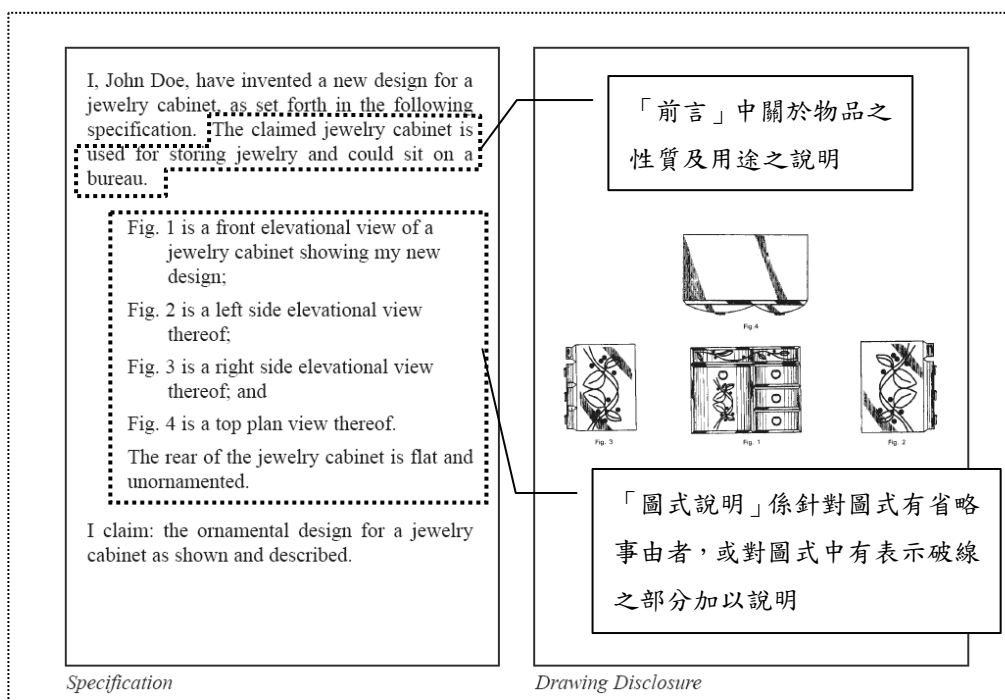 I, John Doe, have invented a new design for a
jewelry cabinet, as set forth in the following
specification. The claimed jewelry cabinet is
used for storing jewelry and could sit on a
bureau.
Fig. 1 is a front elevational view of a
jewelry cabinet showing my new
design;
Fig. 2 is a left side elevational view
thereof;
Fig. 3 is a right side elevational view
thereof; and
Fig. 4 is a top plan view thereof.
The rear of the jewelry cabinet is flat and
unornamented.
I claim: the ornamental design for a jewelry
cabinet as shown and described.
Specification
「前言」中關於物品之
性質及用途之說明
Fig.4
Fig. 3
Fig. 1
Fig. 2
「圖式說明」係針對圖式有省略
事由者，或對圖式中有表示破線
之部分加以說明
Drawing Disclosure